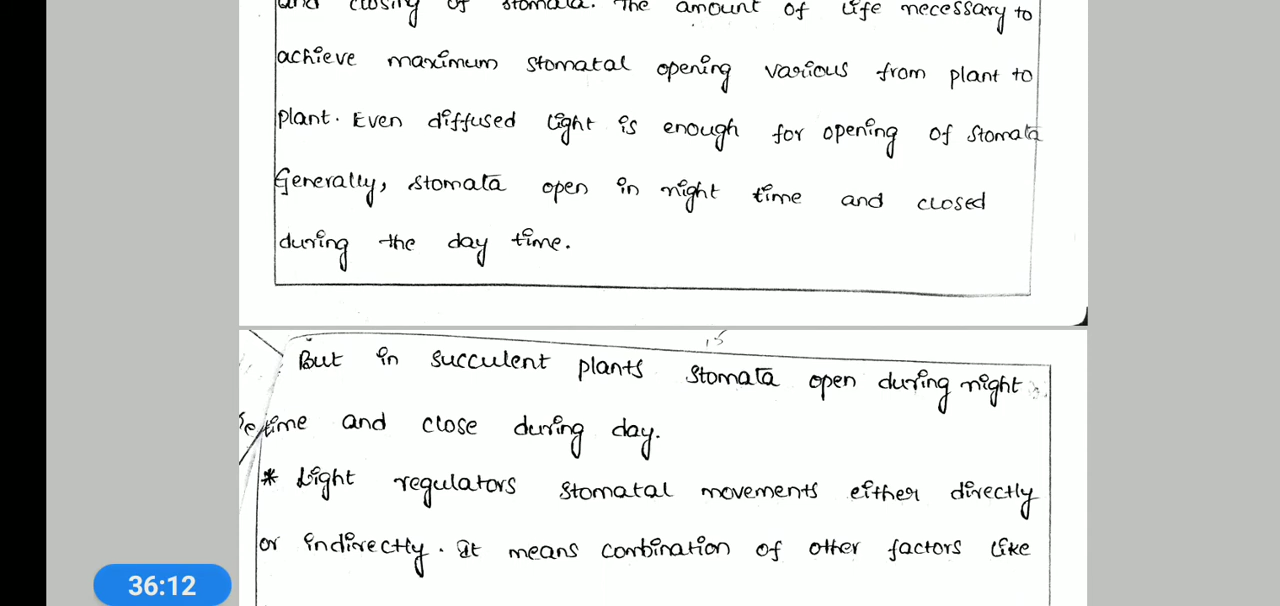 and closing of stomata. The amount of life necessary to
achieve maximum stomatal opening various from plant to
plant. Even diffused light is enough for opening of stomata
Generally, stomata open in night time and closed
during the day time.
15
But in succulent plants stomata open during night
time and close during day.
* Light regulators stomatal movements either directly
or indirectly. It means combination of other factors like
36:12